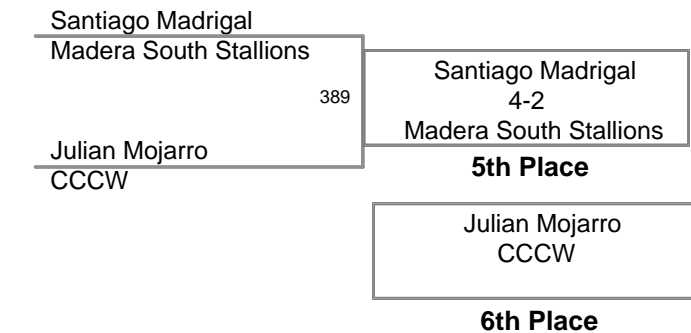 Santiago Madrigal
Madera South Stallions
389
Julian Mojarro
CCCW
Santiago Madrigal
4-2
Madera South Stallions
5th Place
Julian Mojarro
CCCW
6th Place